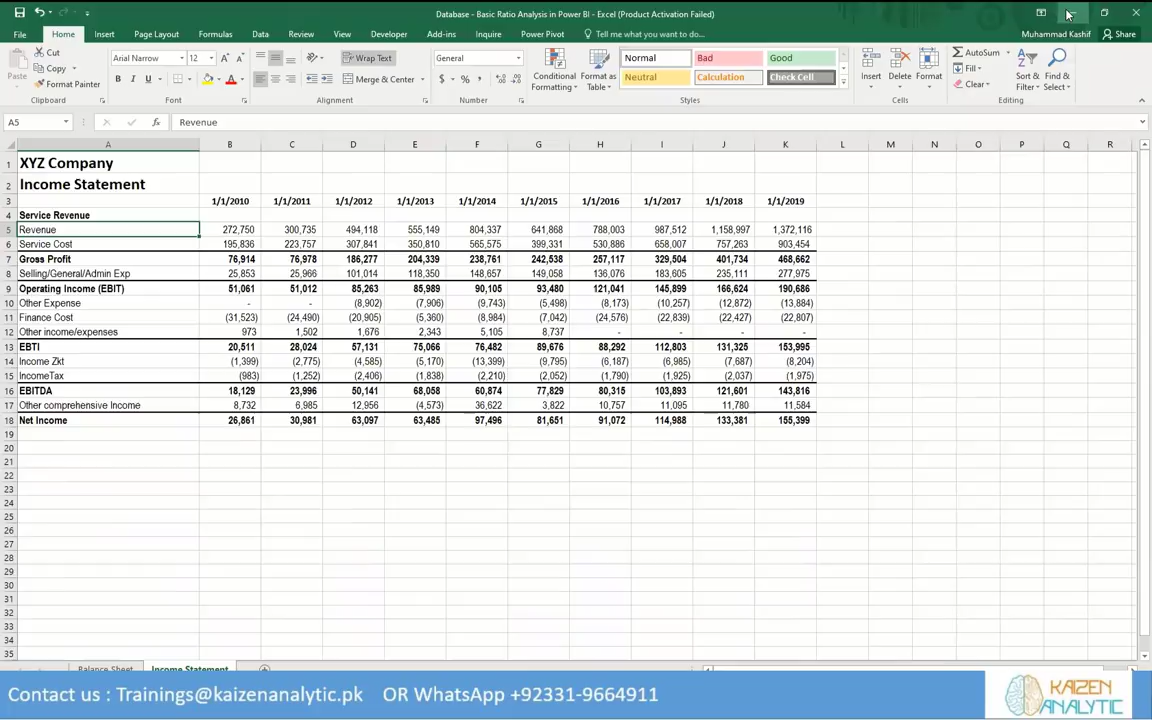 Database - Basic Ratio Analysis in Power BI - Excel (Product Activation Failed)
File Home Insert Page Layout Formulas Data Review View Developer Add-ins Inquire Power Pivot Tell me what you want to do... Muhammad Kashif Share
Paste Cut Copy Format Painter
Clipboard
Arial Narrow 12
B I U
Font
Wrap Text
Merge & Center
Alignment
General
$ % ,
Number
Conditional Formatting
Format as Table
Normal Bad Good
Neutral Calculation Check Cell
Styles
Insert Delete Format
Cells
AutoSum
Fill
Clear
Sort & Filter
Find & Select
Editing
A5 fx Revenue
A B C D E F G H I J K L M N O P Q R
1 XYZ Company
2 Income Statement
3 1/1/2010 1/1/2011 1/1/2012 1/1/2013 1/1/2014 1/1/2015 1/1/2016 1/1/2017 1/1/2018 1/1/2019
4 Service Revenue
5 Revenue 272,750 300,735 494,118 555,149 804,337 641,868 788,003 987,512 1,158,997 1,372,116
6 Service Cost 195,836 223,757 307,841 350,810 565,575 399,331 530,886 658,007 757,263 903,454
7 Gross Profit 76,914 76,978 186,277 204,339 238,761 242,538 257,117 329,504 401,734 468,662
8 Selling/General/Admin Exp 25,853 25,966 101,014 118,350 148,657 149,058 136,076 183,605 235,111 277,975
9 Operating Income (EBIT) 51,061 51,012 85,263 85,989 90,105 93,480 121,041 145,899 166,624 190,686
10 Other Expense - - (8,902) (7,906) (9,743) (5,498) (8,173) (10,257) (12,872) (13,884)
11 Finance Cost (31,523) (24,490) (20,905) (5,360) (8,984) (7,042) (24,576) (22,839) (22,427) (22,807)
12 Other income/expenses 973 1,502 1,676 2,343 5,105 8,737 - - - -
13 EBTI 20,511 28,024 57,131 75,066 76,482 89,676 88,292 112,803 131,325 153,995
14 Income Zkt (1,399) (2,775) (4,585) (5,170) (13,399) (9,795) (6,187) (6,985) (7,687) (8,204)
15 IncomeTax (983) (1,252) (2,406) (1,838) (2,210) (2,052) (1,790) (1,925) (2,037) (1,975)
16 EBITDA 18,129 23,996 50,141 68,058 60,874 77,829 80,315 103,893 121,601 143,816
17 Other comprehensive Income 8,732 6,985 12,956 (4,573) 36,622 3,822 10,757 11,095 11,780 11,584
18 Net Income 26,861 30,981 63,097 63,485 97,496 81,651 91,072 114,988 133,381 155,399
19
20
21
22
23
24
25
26
27
28
29
30
31
32
33
34
35
Balance Sheet Income Statement
Contact us : Trainings@kaizenanalytic.pk OR WhatsApp +92331-9664911
KAIZEN
ANALYTIC